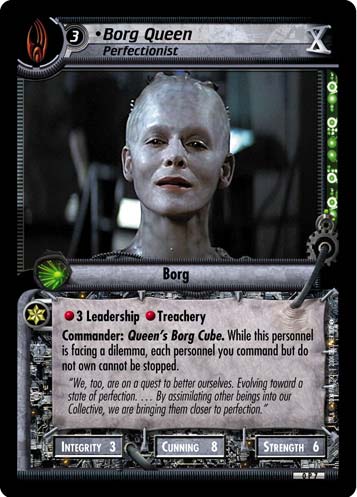 3
•Borg Queen
Perfectionist
Borg
3 Leadership Treachery
Commander: Queen's Borg Cube. While this personnel
is facing a dilemma, each personnel you command but do
not own cannot be stopped.
"We, too, are on a quest to better ourselves. Evolving toward a
state of perfection. … By assimilating other beings into our
Collective, we are bringing them closer to perfection."
INTEGRITY 3 CUNNING 8 STRENGTH 6